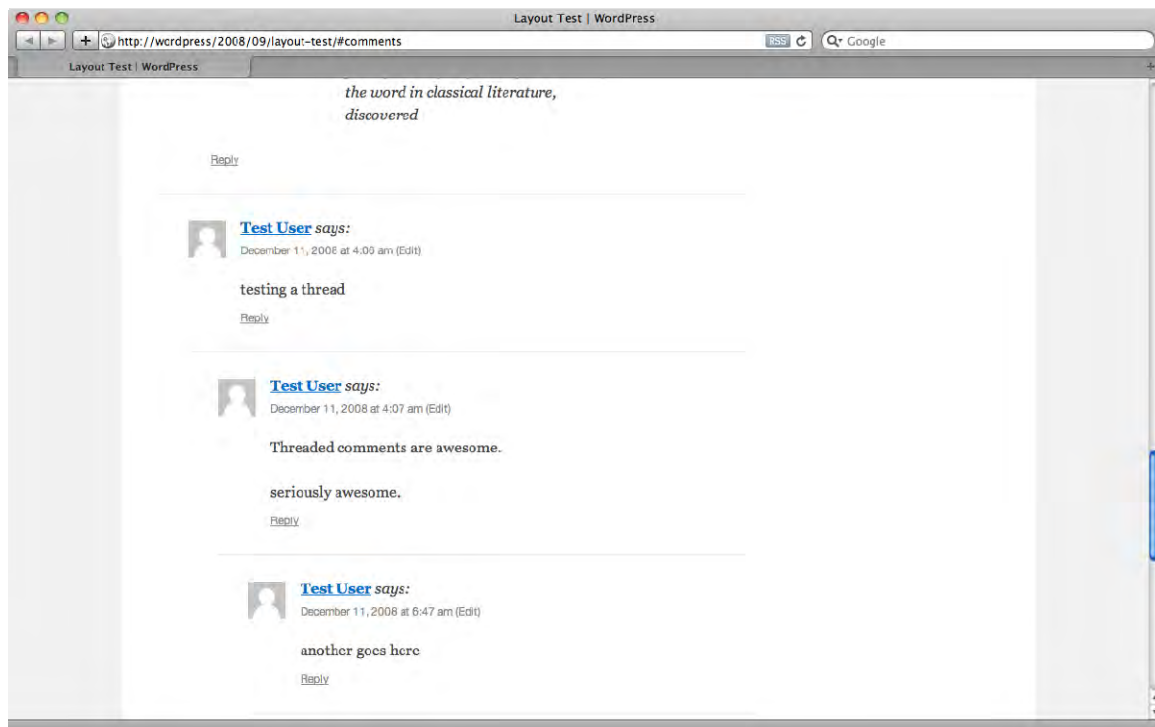 Layout Test | WordPress
http://wordpress/2008/09/layout-test/#comments RSS Google
Layout Test | WordPress
the word in classical literature,
discovered
Reply
Test User says:
December 11, 2008 at 4:06 am (Edit)
testing a thread
Reply
Test User says:
December 11, 2008 at 4:07 am (Edit)
Threaded comments are awesome.
seriously awesome.
Reply
Test User says:
December 11, 2008 at 6:47 am (Edit)
another goes here
Reply